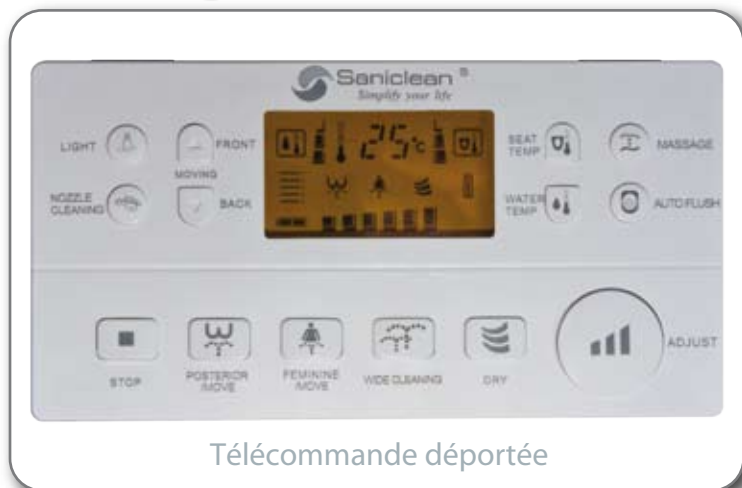 Saniclean ®
Simplify your life
LIGHT
FRONT
MOVING
NOZZLE
CLEANING
BACK
25°C
SEAT
TEMP
MASSAGE
WATER
TEMP
AUTO FLUSH
STOP
POSTERIOR
/MOVE
FEMININE
/MOVE
WIDE CLEANING
DRY
ADJUST
Télécommande déportée